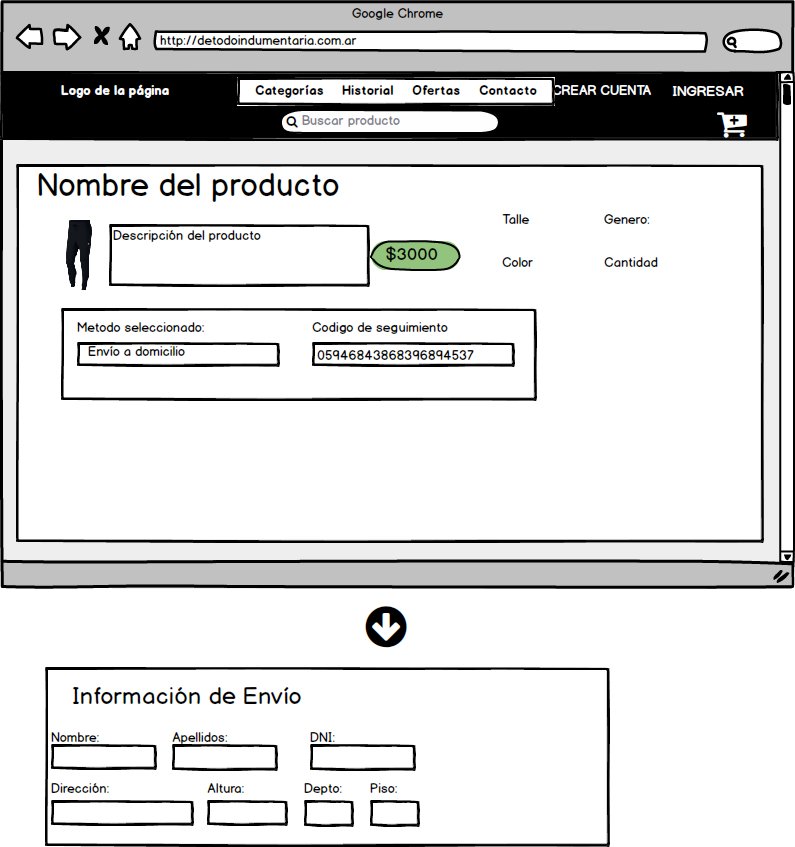 Google Chrome
http://detodoindumentaria.com.ar
Logo de la página
Categorías Historial Ofertas Contacto
CREAR CUENTA INGRESAR
Buscar producto
Nombre del producto
Descripción del producto
$3000
Talle Genero:
Color Cantidad
Metodo seleccionado: Codigo de seguimiento
Envío a domicilio 05946843868396894537
Información de Envío
Nombre: Apellidos: DNI:
Dirección: Altura: Depto: Piso: